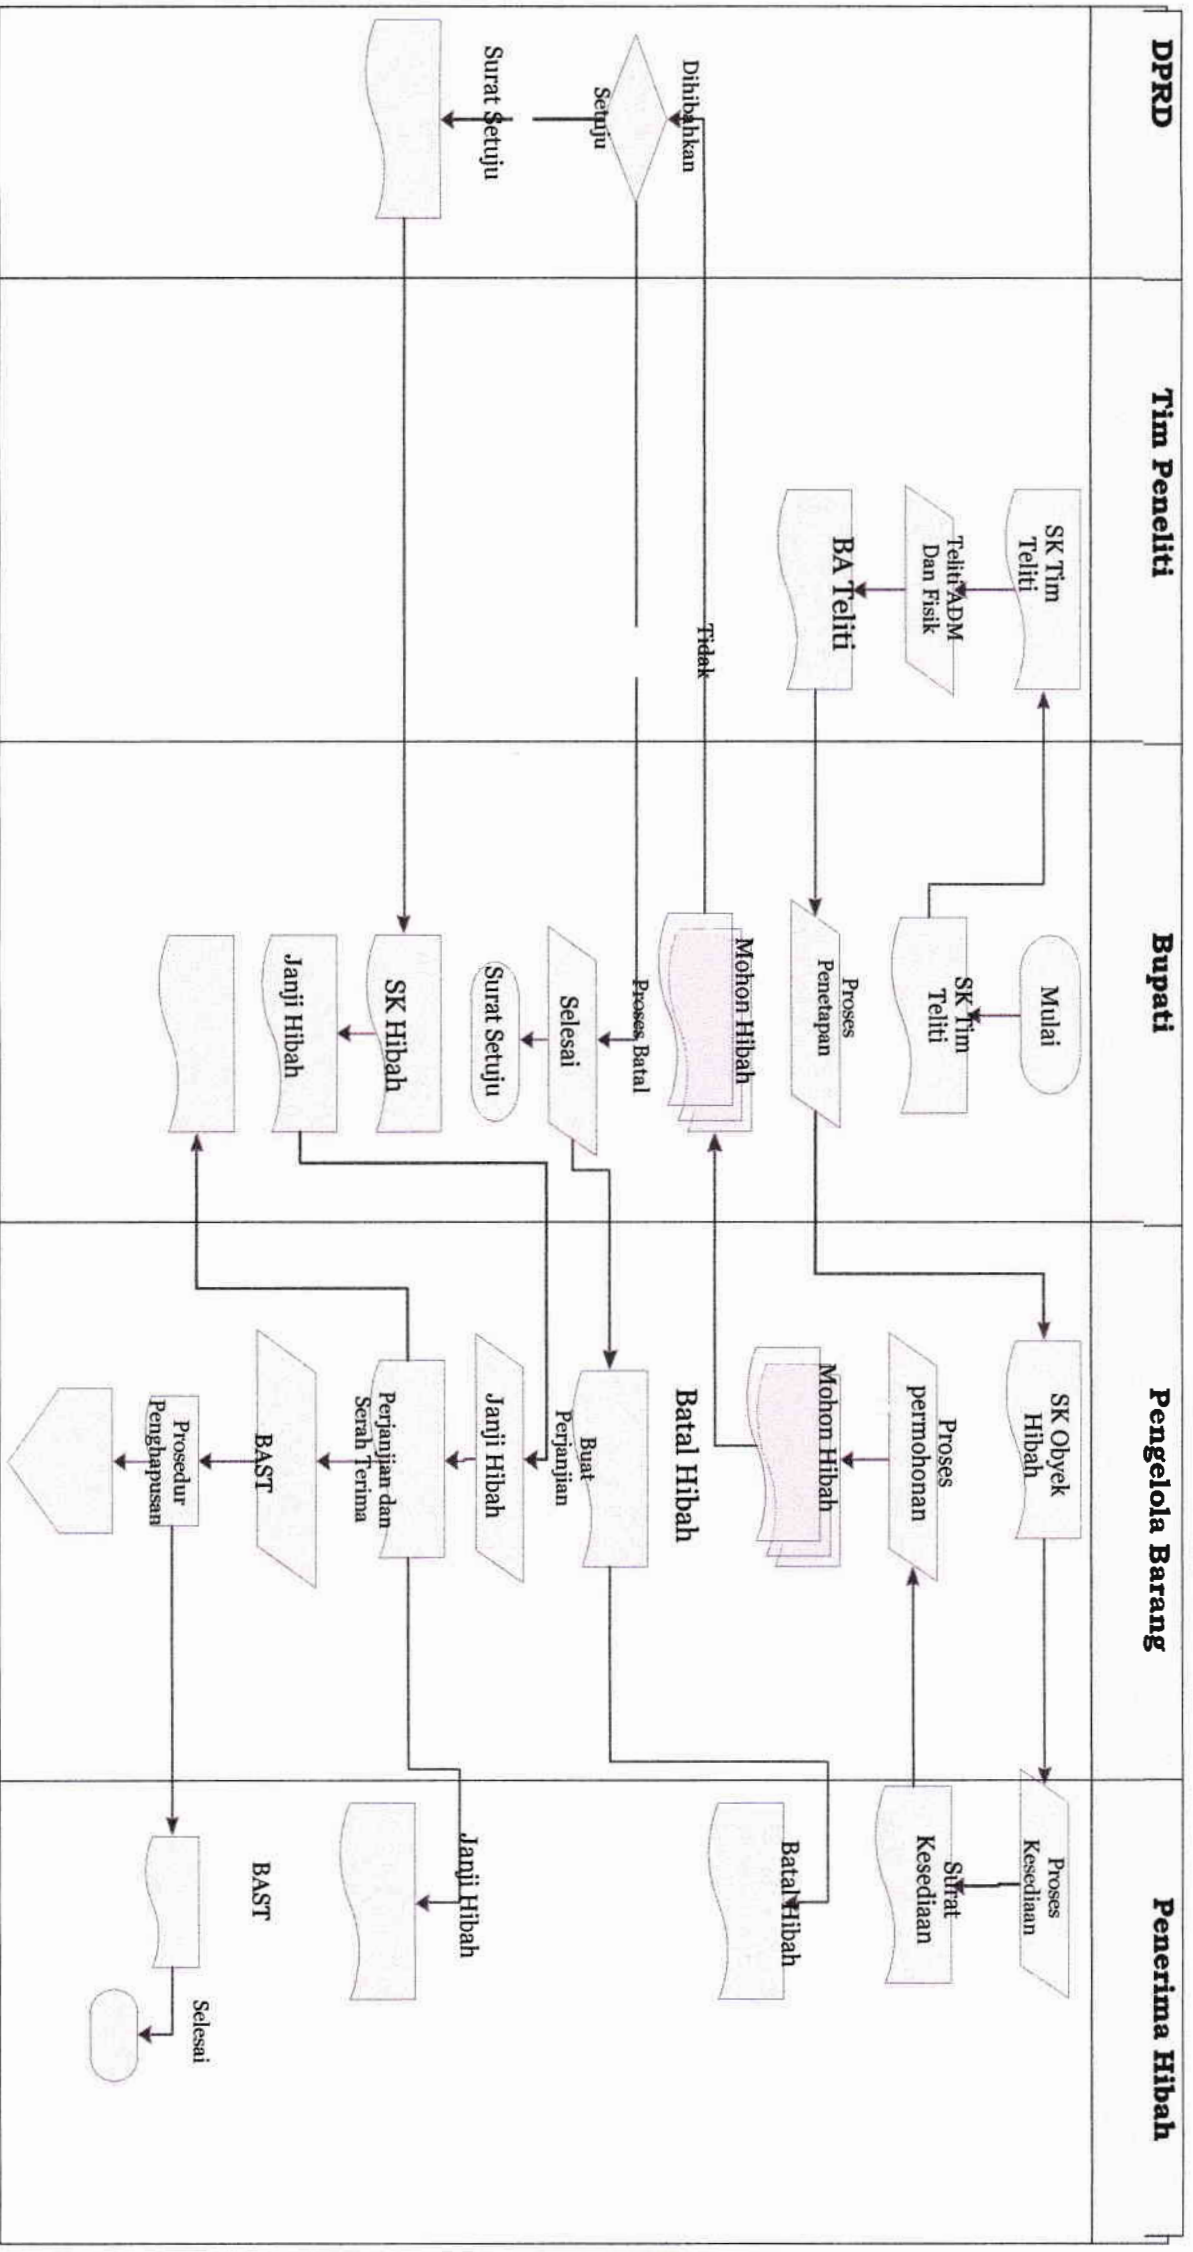 DPRD
Tim Peneliti
Bupati
Pengelola Barang
Penerima Hibah
Dihibahkan
Setuju
Surat Setuju
Tidak
SK Tim
Teliti
Teliti ADM
Dan Fisik
BA Teliti
Mulai
SK Tim
Teliti
Proses
Penetapan
Mohon Hibah
Proses Batal
Selesai
Surat Setuju
SK Hibah
Janji Hibah
SK Obyek
Hibah
Proses
permohonan
Mohon Hibah
Batal Hibah
Buat
Perjanjian
Janji Hibah
Perjanjian dan
Serah Terima
BAST
Prosedur
Penghapusan
Proses
Kesediaan
Surat
Kesediaan
Batal Hibah
Janji Hibah
BAST
Selesai